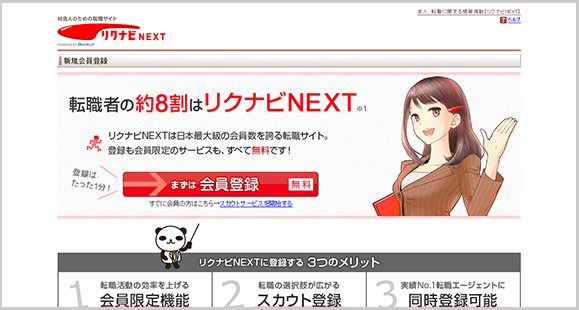 社会人のための転職サイト
リクナビNEXT
POWERED BY RECRUIT
求人、転職に関する情報満載【リクナビNEXT】
? ヘルプ
新規会員登録
転職者の約8割はリクナビNEXT※1
リクナビNEXTは日本最大級の会員数を誇る転職サイト。
登録も会員限定のサービスも、すべて無料です！
登録は
たった1分！
まずは 会員登録 無料
すでに会員の方はこちら→スカウトサービスを開始する
リクナビNEXTに登録する 3つのメリット
1 転職活動の効率を上げる
会員限定機能
2 転職の選択肢が広がる
スカウト登録
3 実績No.1転職エージェントに
同時登録可能